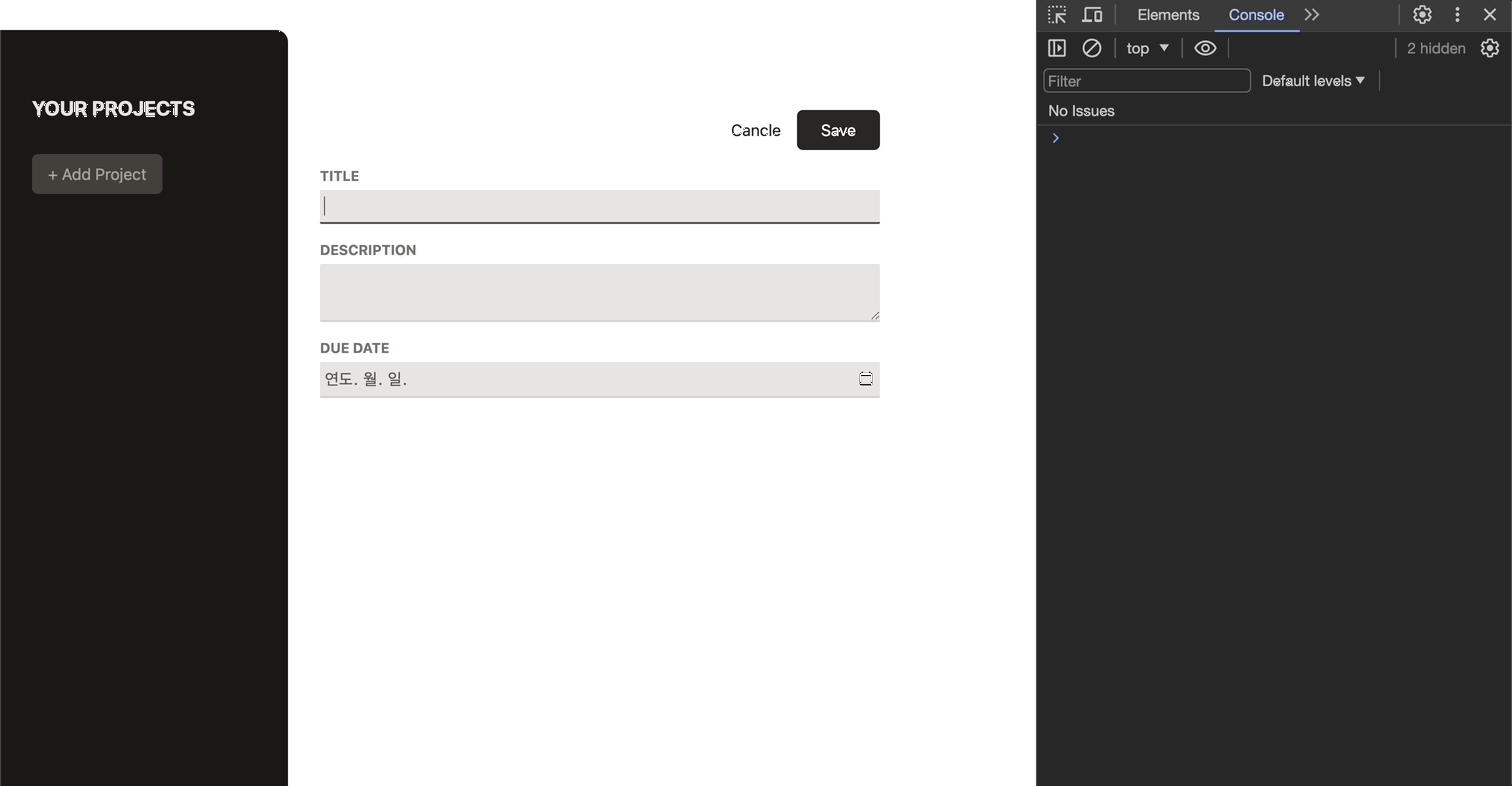 YOUR PROJECTS
+ Add Project
Cancle
Save
TITLE
DESCRIPTION
DUE DATE
연도. 월. 일.
Elements
Console
top
2 hidden
Filter
Default levels
No Issues